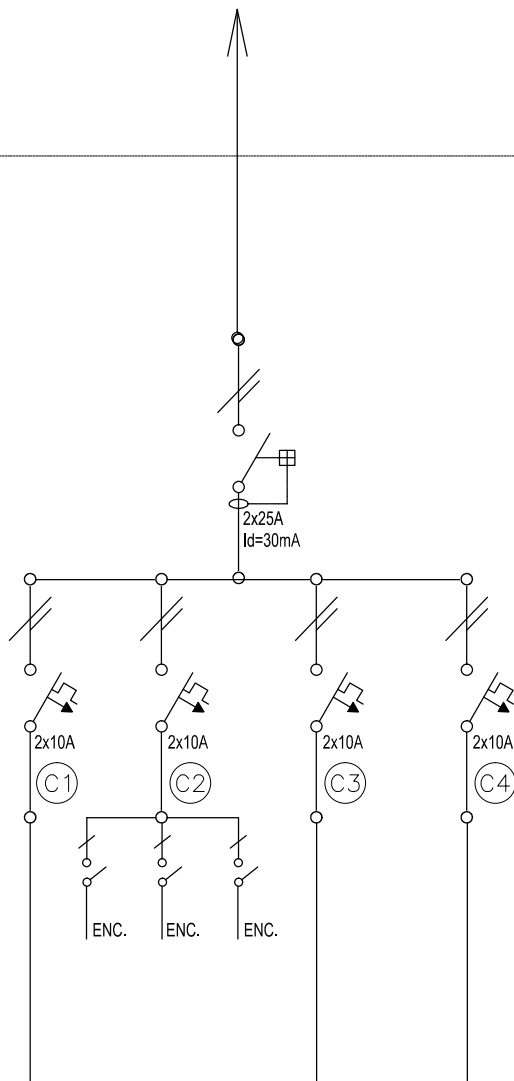 2x25A
Id=30mA
2x10A
2x10A
2x10A
2x10A
C1
C2
C3
C4
ENC.
ENC.
ENC.